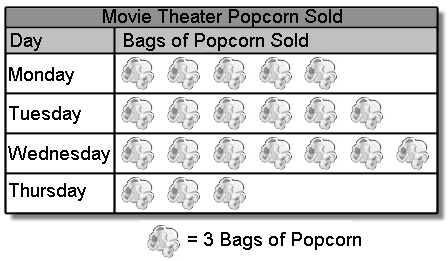 Movie Theater Popcorn Sold
Day Bags of Popcorn Sold
Monday
Tuesday
Wednesday
Thursday
= 3 Bags of Popcorn